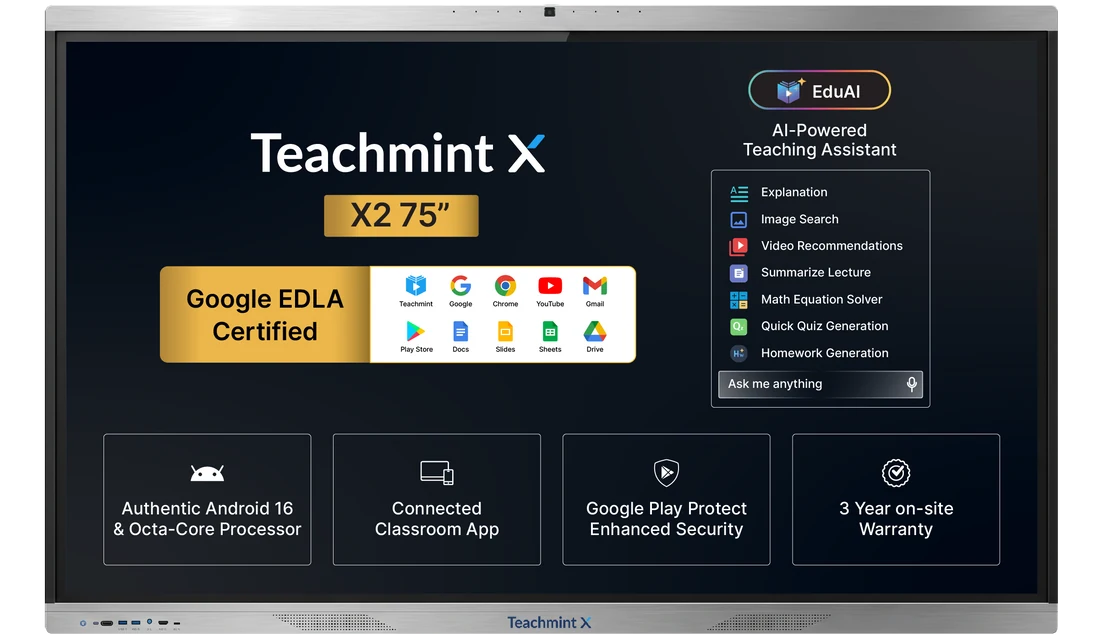 EduAI
AI-Powered
Teaching Assistant
Teachmint X
X2 75”
Google EDLA
Certified
Teachmint
Google
Chrome
YouTube
Gmail
Play Store
Docs
Slides
Sheets
Drive
Explanation
Image Search
Video Recommendations
Summarize Lecture
Math Equation Solver
Quick Quiz Generation
Homework Generation
Ask me anything
Authentic Android 16
& Octa-Core Processor
Connected
Classroom App
Google Play Protect
Enhanced Security
3 Year on-site
Warranty
Teachmint X